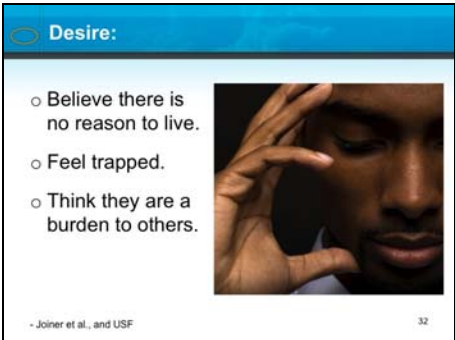 Desire:
o Believe there is
no reason to live.
o Feel trapped.
o Think they are a
burden to others.
- Joiner et al., and USF
32